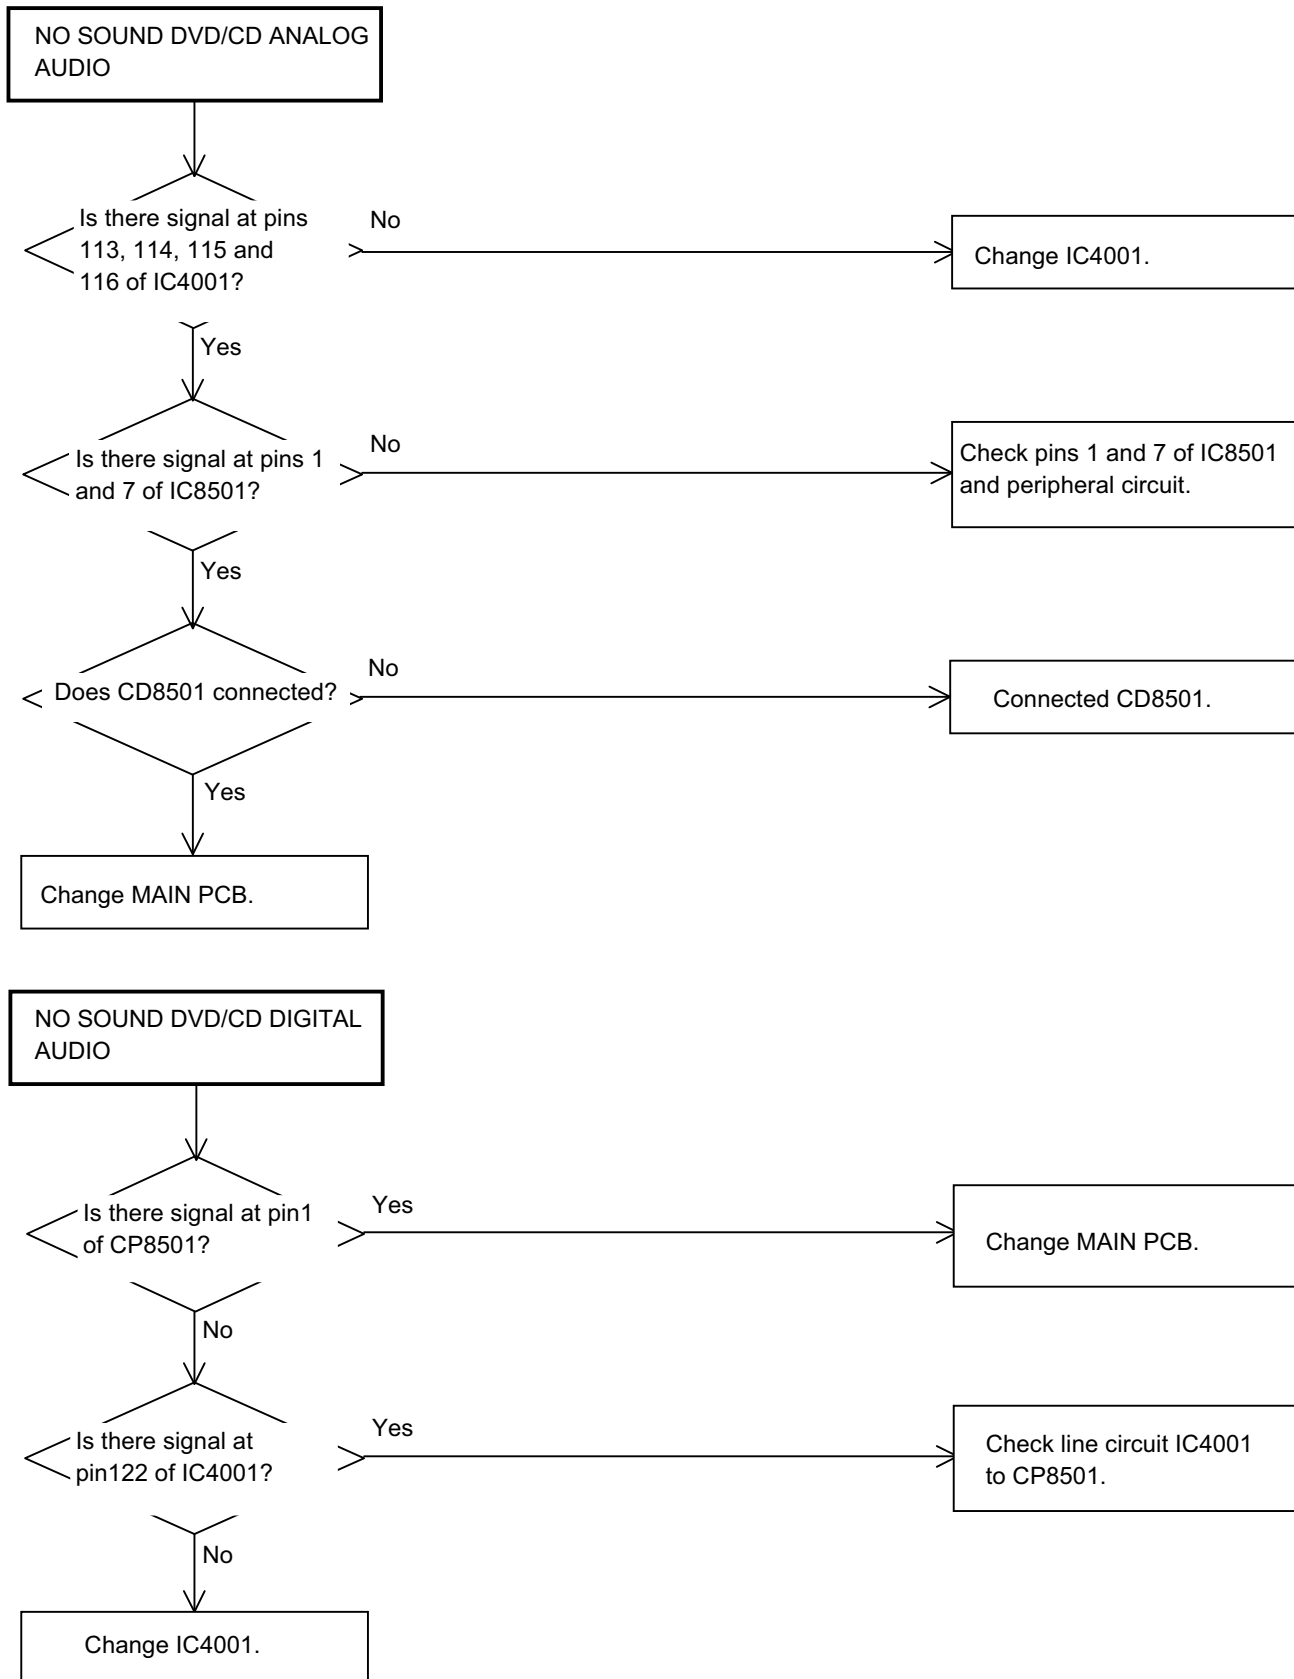 NO SOUND DVD/CD ANALOG
AUDIO
Is there signal at pins
113, 114, 115 and
116 of IC4001?
No
Change IC4001.
Yes
Is there signal at pins 1
and 7 of IC8501?
No
Check pins 1 and 7 of IC8501
and peripheral circuit.
Yes
Does CD8501 connected?
No
Connected CD8501.
Yes
Change MAIN PCB.
NO SOUND DVD/CD DIGITAL
AUDIO
Is there signal at pin1
of CP8501?
Yes
Change MAIN PCB.
No
Is there signal at
pin122 of IC4001?
Yes
Check line circuit IC4001
to CP8501.
No
Change IC4001.